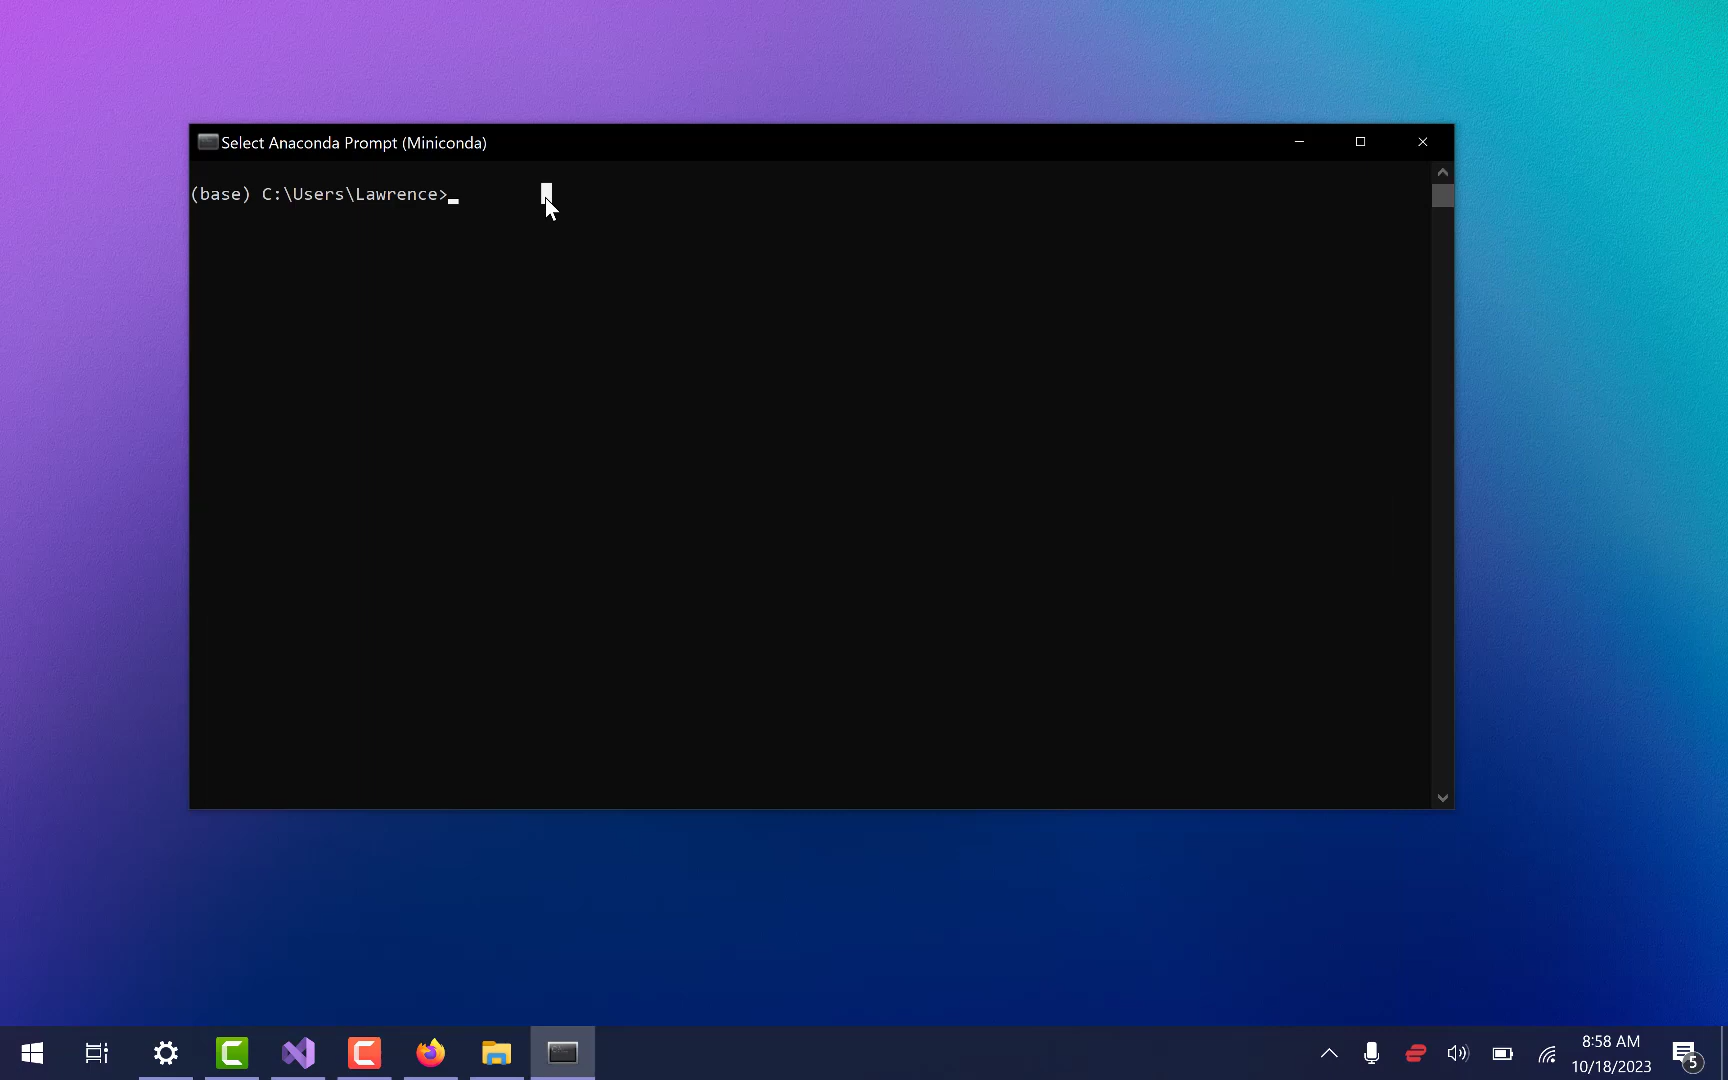 Select Anaconda Prompt (Miniconda)
(base) C:\Users\Lawrence>
8:58 AM
10/18/2023
5